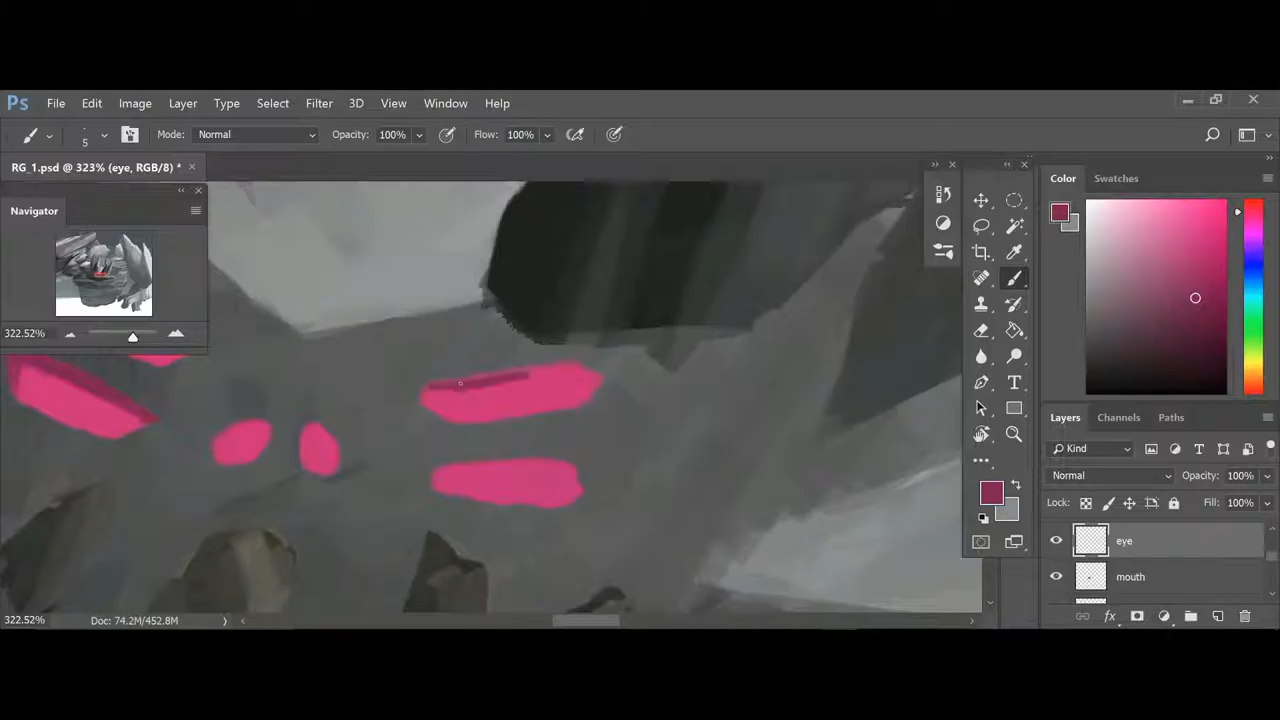 Ps File Edit Image Layer Type Select Filter 3D View Window Help
5 Mode: Normal Opacity: 100% Flow: 100%
RG_1.psd @ 323% (eye, RGB/8) * ×
Navigator
322.52%
Color Swatches
Layers Channels Paths
Kind
Normal Opacity: 100%
Lock: Fill: 100%
eye
mouth
322.52% Doc: 74.2M/452.8M